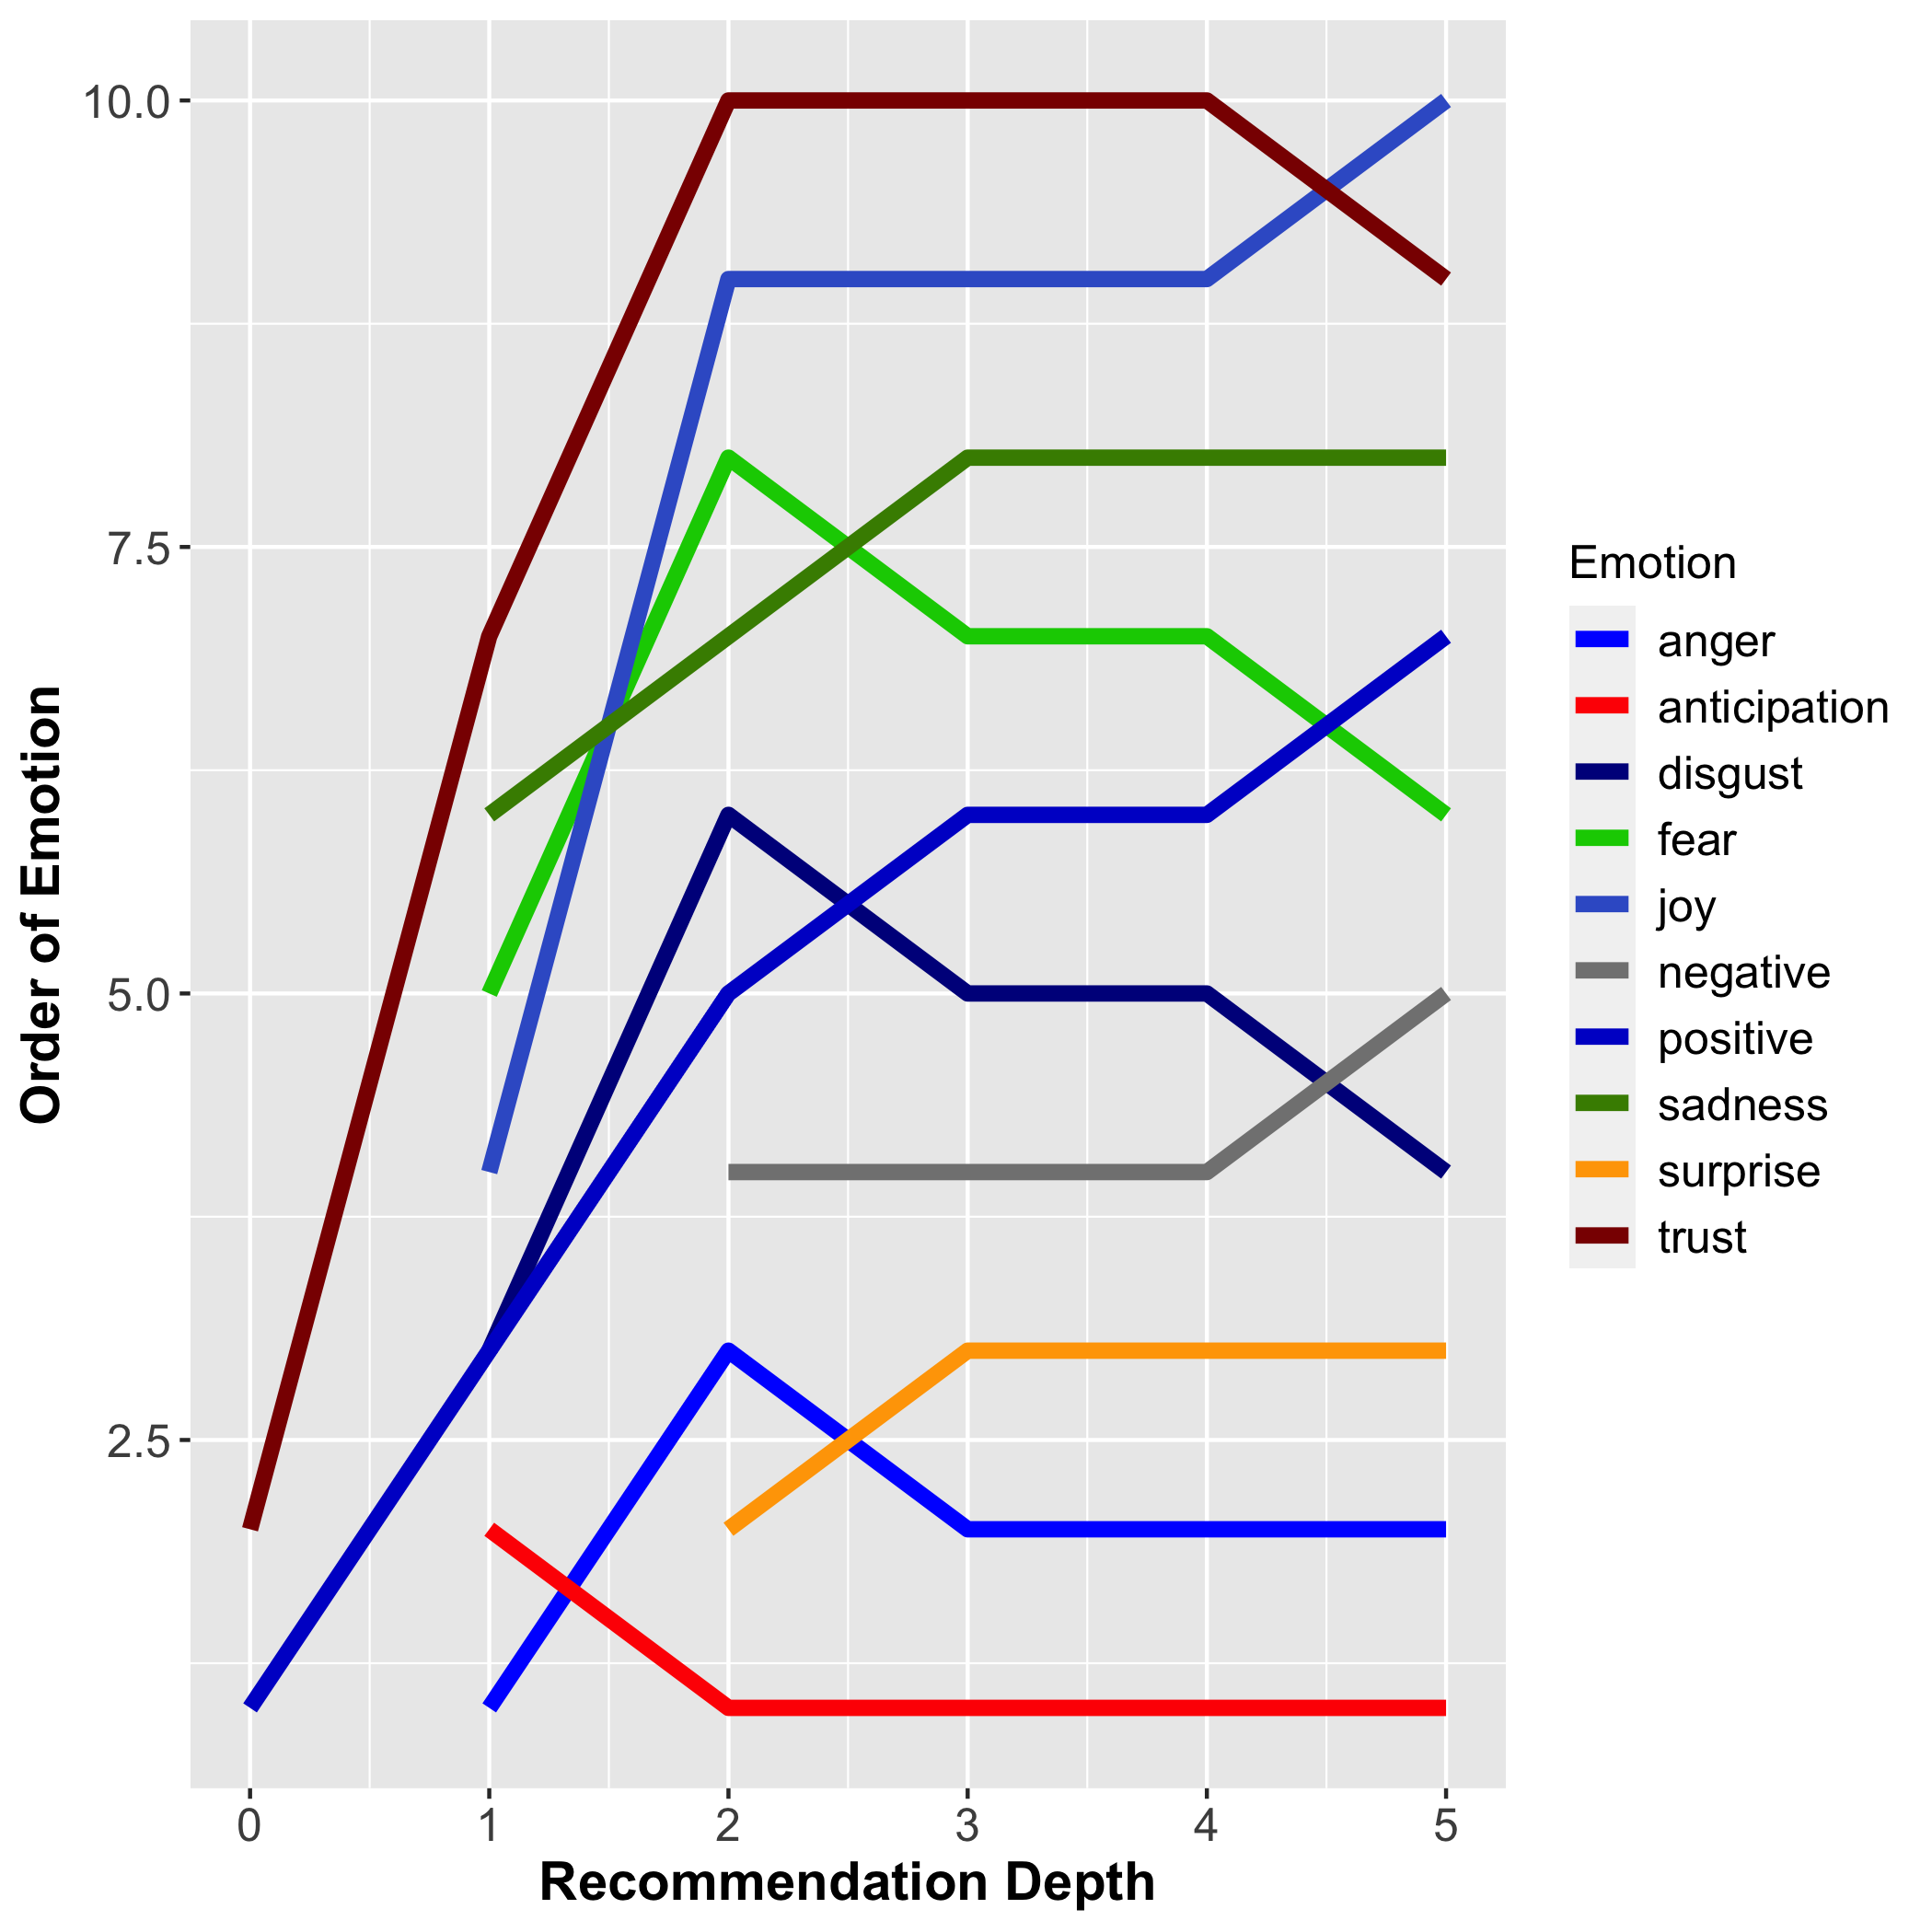 10.0
7.5
5.0
2.5
Order of Emotion
0 1 2 3 4 5
Recommendation Depth
Emotion
anger
anticipation
disgust
fear
joy
negative
positive
sadness
surprise
trust